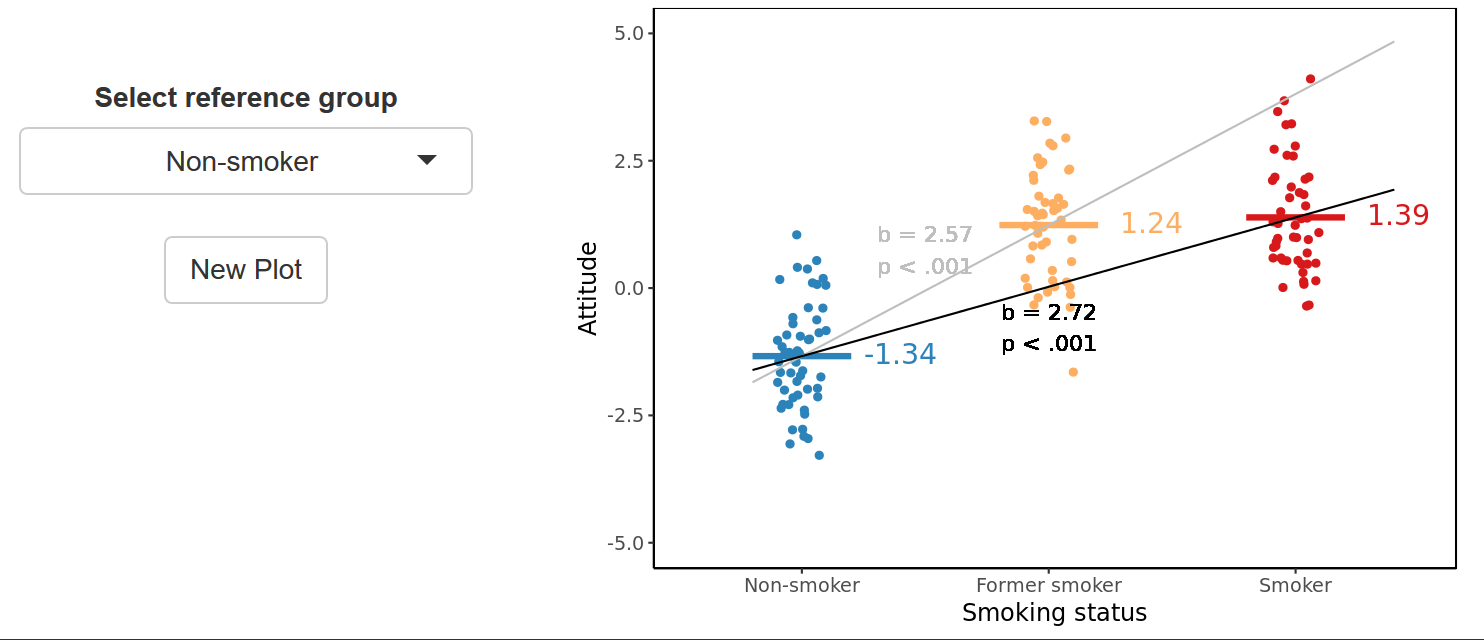 Select reference group
Non-smoker
New Plot
5.0
2.5
0.0
-2.5
-5.0
Attitude
b = 2.57
p < .001
1.24
1.39
b = 2.72
p < .001
-1.34
Non-smoker
Former smoker
Smoker
Smoking status